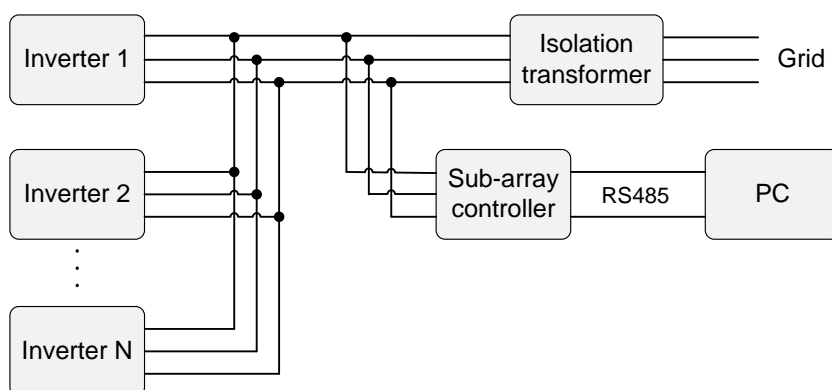 Inverter 1
Isolation
transformer
Grid
Inverter 2
Sub-array
controller
RS485
PC
Inverter N